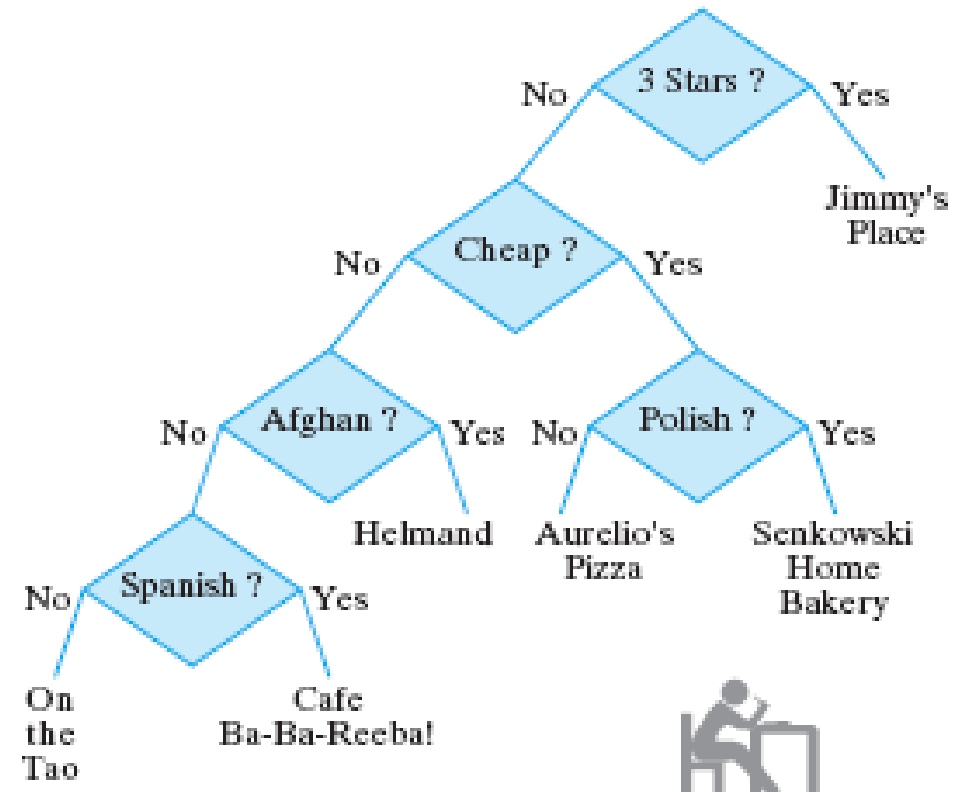 3 Stars ?
No
Yes
Jimmy's
Place
Cheap ?
No
Yes
Afghan ?
No
Yes
Polish ?
No
Yes
Helmand
Aurelio's
Pizza
Senkowski
Home
Bakery
Spanish ?
No
Yes
On
the
Tao
Cafe
Ba-Ba-Reeba!